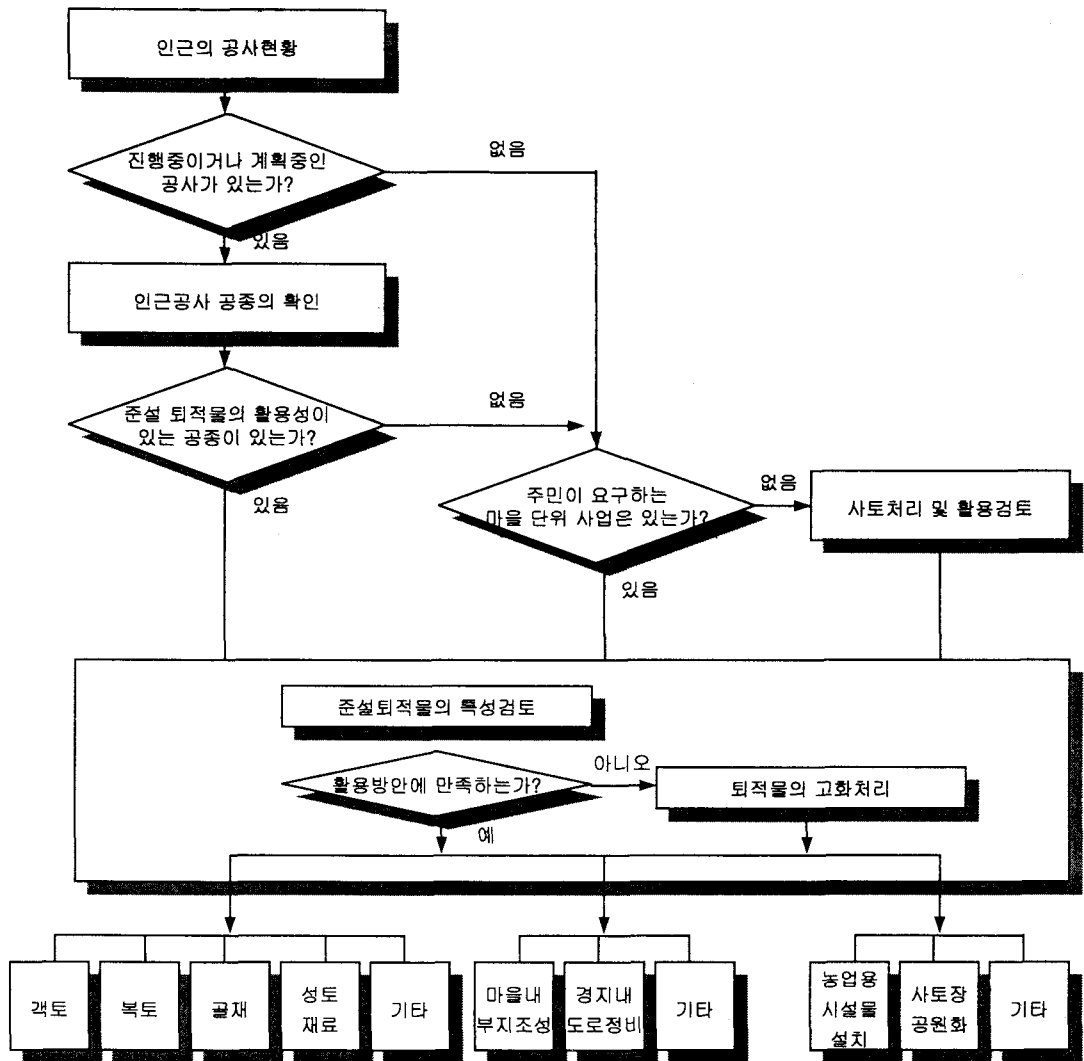 인근의 공사현황
진행중이거나 계획중인
공사가 있는가?
없음
있음
인근공사 공종의 확인
준설 퇴적물의 활용성이
있는 공종이 있는가?
없음
있음
주민이 요구하는
마을 단위 사업은 있는가?
없음
사토처리 및 활용검토
있음
준설퇴적물의 특성검토
활용방안에 만족하는가?
아니오
퇴적물의 고화처리
예
객토
복토
골재
성토
재료
기타
마을내
부지조성
경지내
도로정비
기타
농업용
시설물
설치
사토장
공원화
기타